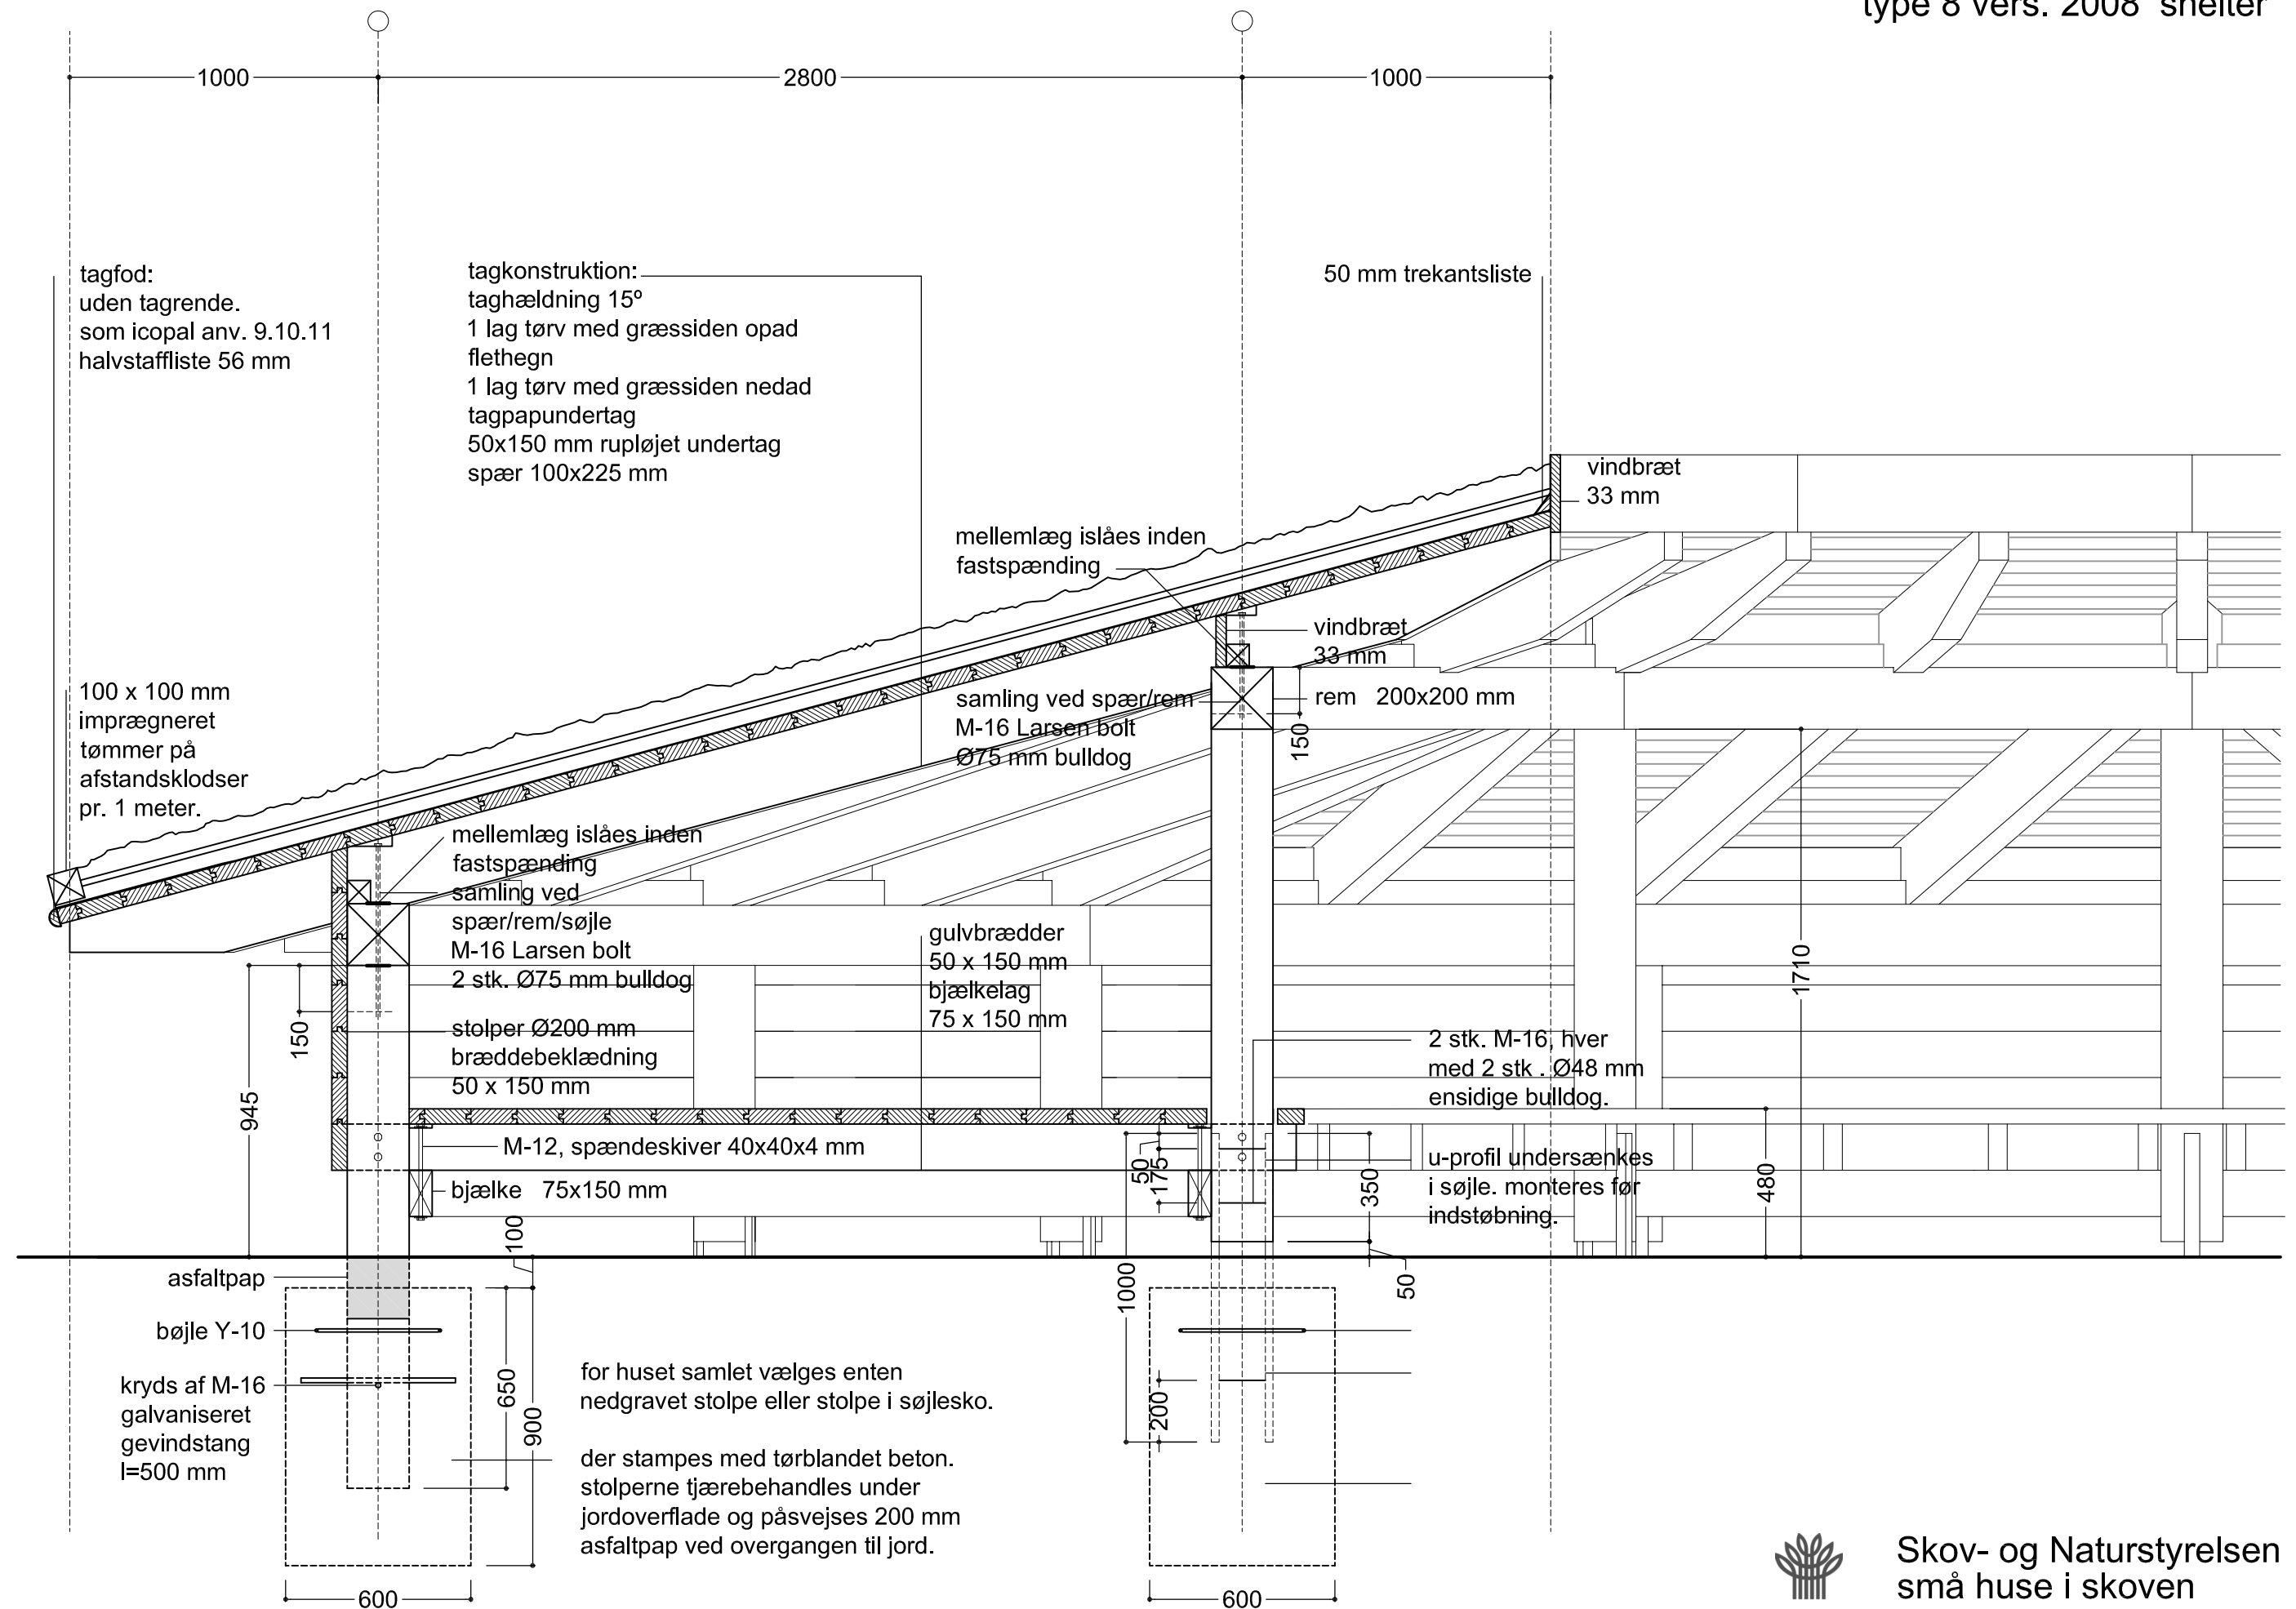 type 8 vers. 2008 shelter
1000
2800
1000
tagfod:
uden tagrende.
som icopal anv. 9.10.11
halvstaffliste 56 mm
tagkonstruktion:
taghældning 15º
1 lag tørv med græssiden opad
flethegn
1 lag tørv med græssiden nedad
tagpapundertag
50x150 mm rupløjet undertag
spær 100x225 mm
50 mm trekantsliste
vindbræt
33 mm
mellemlæg islåes inden
fastspænding
vindbræt
33 mm
100 x 100 mm
imprægneret
tømmer på
afstandsklodser
pr. 1 meter.
samling ved spær/rem
M-16 Larsen bolt
Ø75 mm bulldog
rem 200x200 mm
150
mellemlæg islåes inden
fastspænding
samling ved
spær/rem/søjle
M-16 Larsen bolt
2 stk. Ø75 mm bulldog
gulvbrædder
50 x 150 mm
bjælkelag
75 x 150 mm
1710
150
stolper Ø200 mm
bræddebeklædning
50 x 150 mm
2 stk. M-16, hver
med 2 stk . Ø48 mm
ensidige bulldog.
945
M-12, spændeskiver 40x40x4 mm
bjælke 75x150 mm
50
175
350
u-profil undersænkes
i søjle. monteres før
indstøbning.
480
100
asfaltpap
1000
50
bøjle Y-10
kryds af M-16
galvaniseret
gevindstang
l=500 mm
650
900
for huset samlet vælges enten
nedgravet stolpe eller stolpe i søjlesko.
der stampes med tørblandet beton.
stolperne tjærebehandles under
jordoverflade og påsvejses 200 mm
asfaltpap ved overgangen til jord.
200
600
600
Skov- og Naturstyrelsen
små huse i skoven